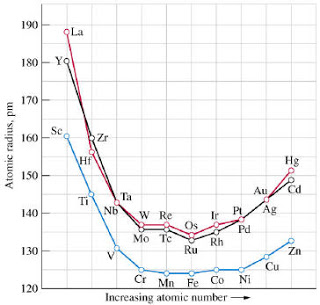 190
La
180
Y
170
Sc
160
Zr
Hf
150
Ti
Hg
Au
Cd
Nb
Ta
140
W
Re
Os
Ir
Pt
Ag
Mo
Tc
Ru
Rh
Pd
130
V
Zn
Cu
Cr
Mn
Fe
Co
Ni
120
Atomic radius, pm
Increasing atomic number